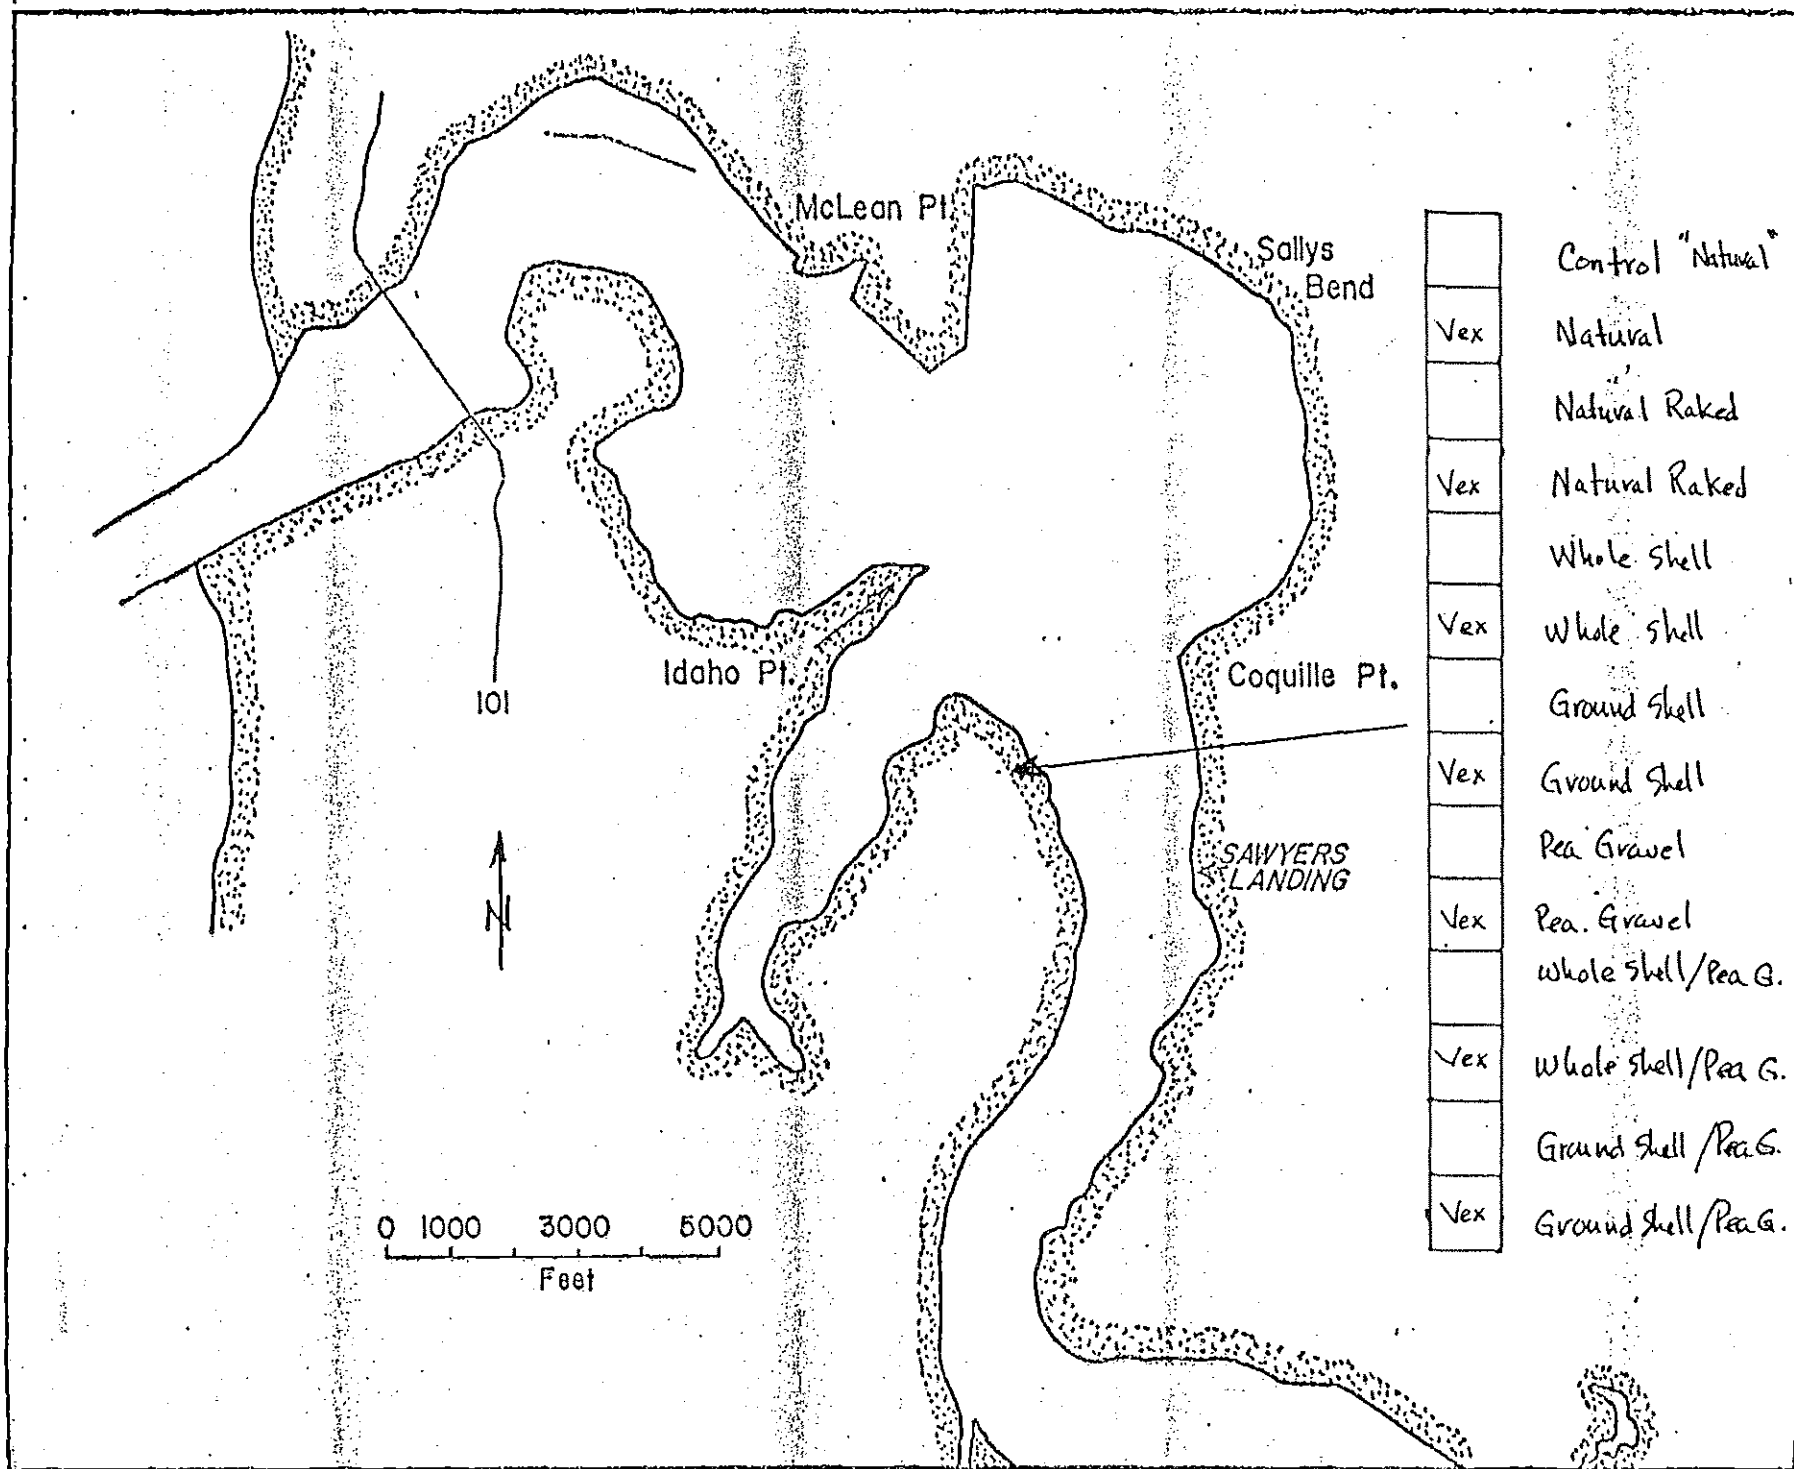 McLean Pt.
Sallys
Bend
Idaho Pt.
101
Coquille Pt.
SAWYERS
LANDING
N
0 1000 3000 5000
Feet
Control "Natural"
Vex Natural
Natural Raked
Vex Natural Raked
Whole Shell
Vex Whole Shell
Ground Shell
Vex Ground Shell
Pea Gravel
Vex Pea. Gravel
Whole Shell/Pea G.
Vex Whole Shell/Pea G.
Ground Shell/Pea G.
Vex Ground Shell/Pea G.